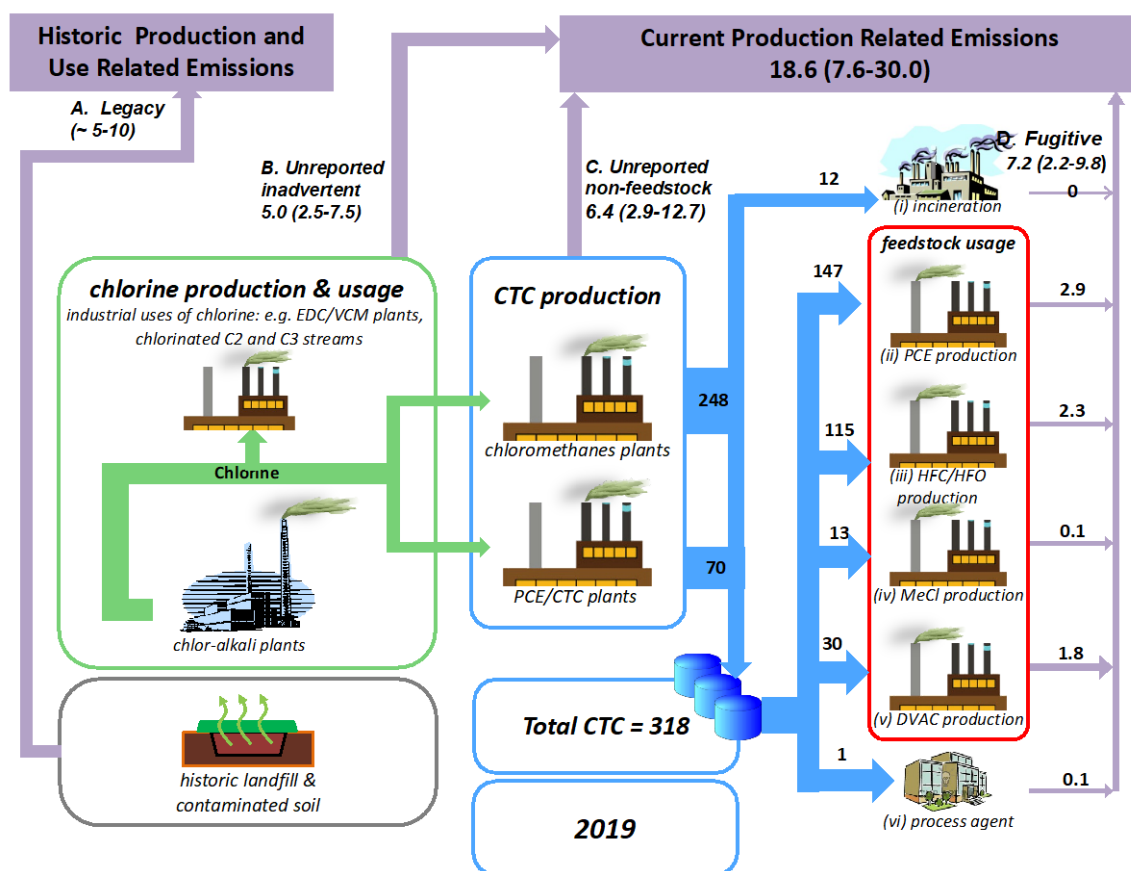 Historic Production and
Use Related Emissions
Current Production Related Emissions
18.6 (7.6-30.0)
A. Legacy
(~ 5-10)
B. Unreported
inadvertent
5.0 (2.5-7.5)
C. Unreported
non-feedstock
6.4 (2.9-12.7)
D. Fugitive
7.2 (2.2-9.8)
12
0
(i) incineration
chlorine production & usage
industrial uses of chlorine: e.g. EDC/VCM plants,
chlorinated C2 and C3 streams
Chlorine
chlor-alkali plants
CTC production
chloromethanes plants
PCE/CTC plants
248
70
feedstock usage
147
2.9
(ii) PCE production
115
2.3
(iii) HFC/HFO
production
13
0.1
(iv) MeCl production
30
1.8
(v) DVAC production
1
0.1
(vi) process agent
historic landfill &
contaminated soil
Total CTC = 318
2019